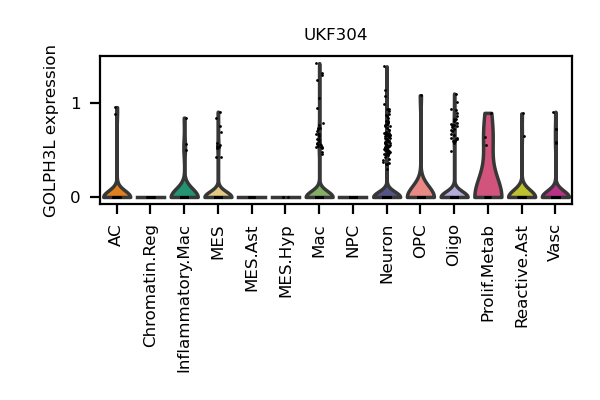 UKF304
GOLPH3L expression
1
0
AC
Chromatin.Reg
Inflammatory.Mac
MES
MES.Ast
MES.Hyp
Mac
NPC
Neuron
OPC
Oligo
Prolif.Metab
Reactive.Ast
Vasc